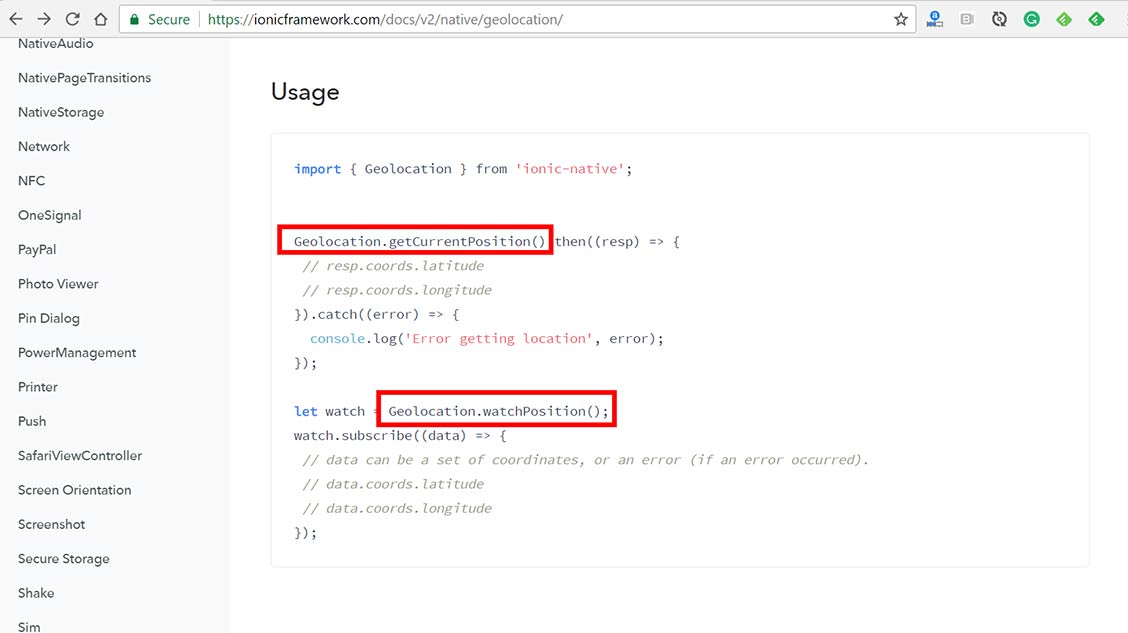 Secure https://ionicframework.com/docs/v2/native/geolocation/
NativeAudio
NativePageTransitions
NativeStorage
Network
NFC
OneSignal
PayPal
Photo Viewer
Pin Dialog
PowerManagement
Printer
Push
SafariViewController
Screen Orientation
Screenshot
Secure Storage
Shake
Sim
Usage
import { Geolocation } from 'ionic-native';
Geolocation.getCurrentPosition().then((resp) => {
// resp.coords.latitude
// resp.coords.longitude
}).catch((error) => {
console.log('Error getting location', error);
});
let watch = Geolocation.watchPosition();
watch.subscribe((data) => {
// data can be a set of coordinates, or an error (if an error occurred).
// data.coords.latitude
// data.coords.longitude
});